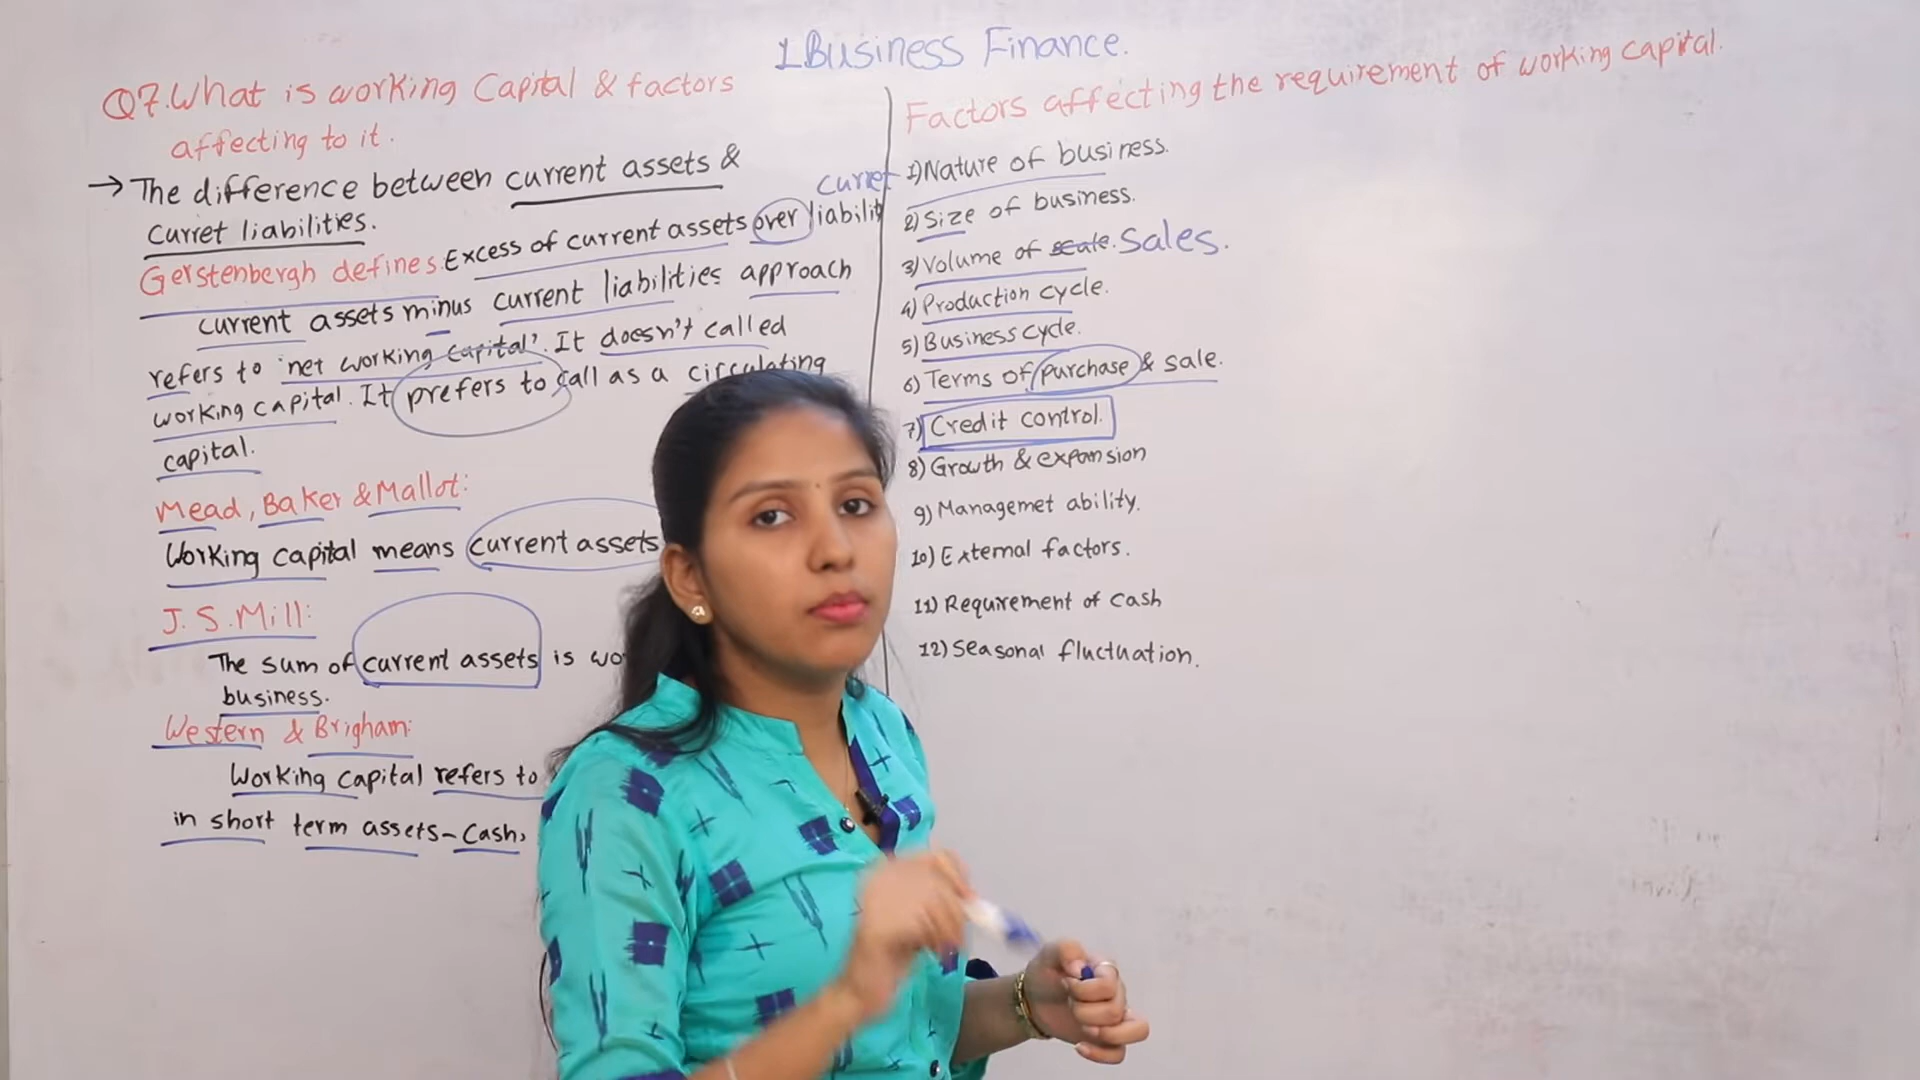 1 Business Finance.
Q7. What is working Capital & factors
affecting to it.
→ The difference between current assets &
curret liabilities.
Gerstenbergh defines. Excess of current assets over curret liabilit
current assets minus current liabilities approach
refers to 'net working capital'. It doesn't called
working capital. It prefers to call as a circulating
capital.
Mead, Baker & Mallot:
Working capital means current assets
J. S. Mill:
The sum of current assets is
business.
Western & Brigham:
Working capital refers to
in short term assets - Cash,
Factors affecting the requirement of working capital.
1) Nature of business.
2) Size of business.
3) Volume of scale. Sales.
4) Production cycle.
5) Business cycle.
6) Terms of purchase & sale.
7) Credit control.
8) Growth & expansion
9) Managemet ability.
10) External factors.
11) Requirement of cash
12) Seasonal fluctuation.